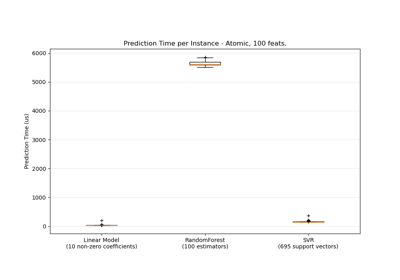 Prediction Time per Instance - Atomic, 100 feats.
6000
5000
4000
3000
2000
1000
0
Prediction Time (us)
Linear Model
(10 non-zero coefficients)
RandomForest
(100 estimators)
SVR
(695 support vectors)